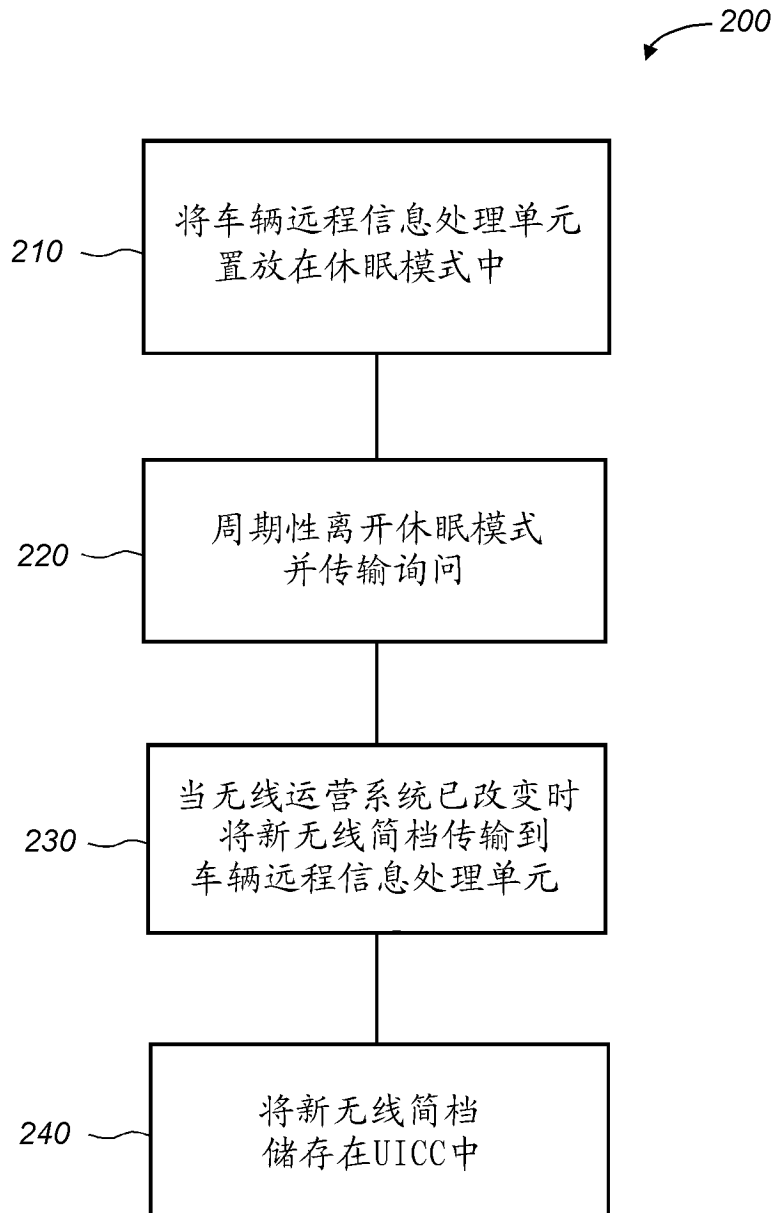 200
210
将车辆远程信息处理单元
置放在休眠模式中
220
周期性离开休眠模式
并传输询问
230
当无线运营系统已改变时
将新无线简档传输到
车辆远程信息处理单元
240
将新无线简档
储存在UICC中